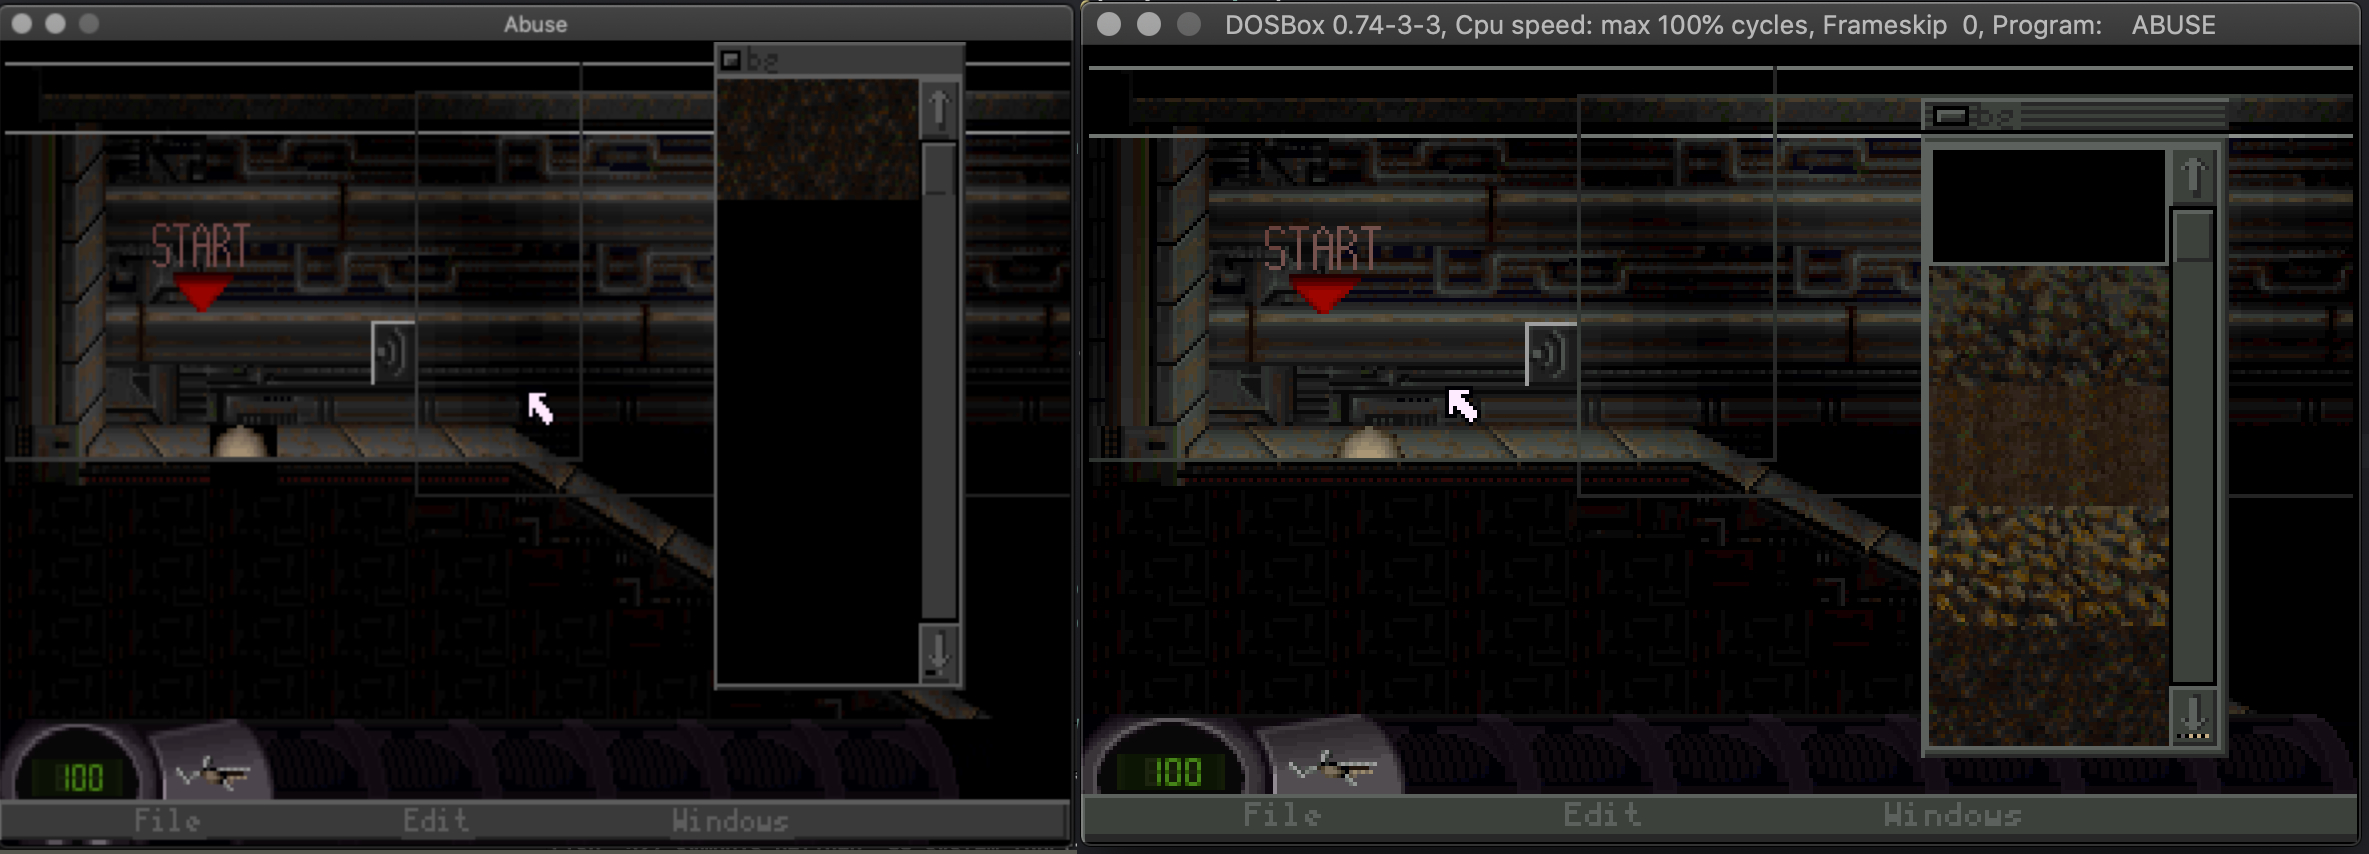 Abuse
bg
START
100
File Edit Windows
DOSBox 0.74-3-3, Cpu speed: max 100% cycles, Frameskip 0, Program: ABUSE
bg
START
100
File Edit Windows